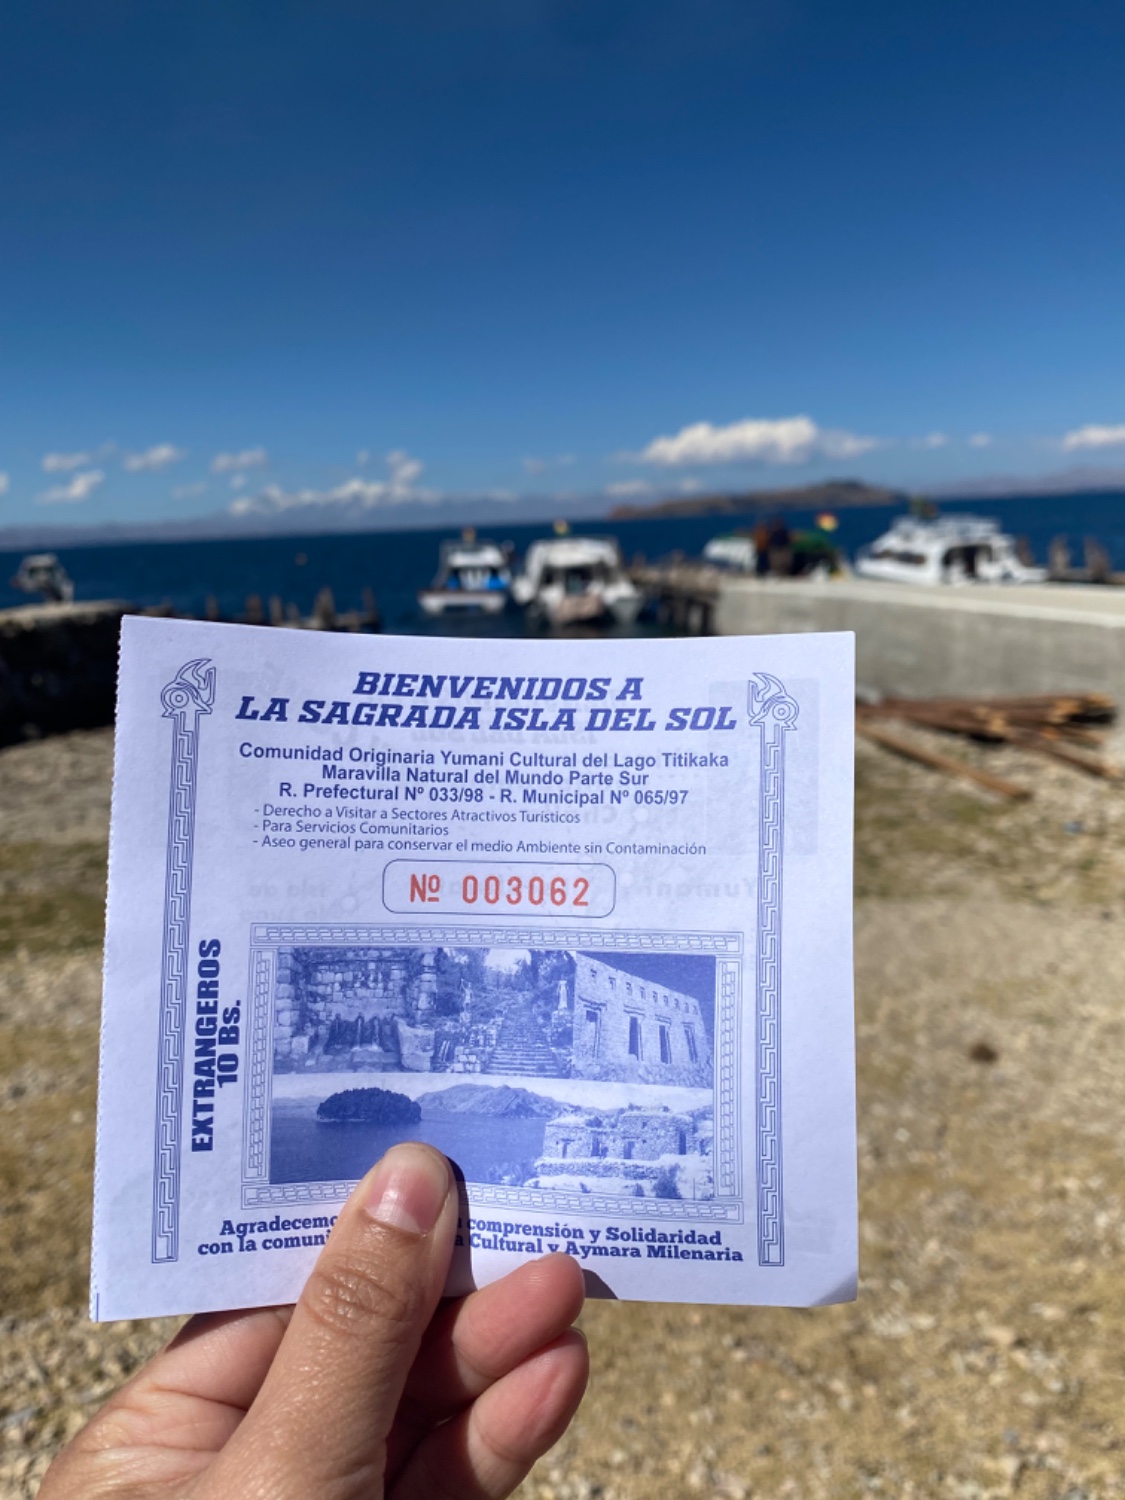 BIENVENIDOS A
LA SAGRADA ISLA DEL SOL
Comunidad Originaria Yumani Cultural del Lago Titikaka
Maravilla Natural del Mundo Parte Sur
R. Prefectural Nº 033/98 - R. Municipal Nº 065/97
- Derecho a Visitar a Sectores Atractivos Turísticos
- Para Servicios Comunitarios
- Aseo general para conservar el medio Ambiente sin Contaminación
Nº 003062
EXTRANGEROS
10 Bs.
comprensión y Solidaridad
con la Cultural y Aymara Milenaria